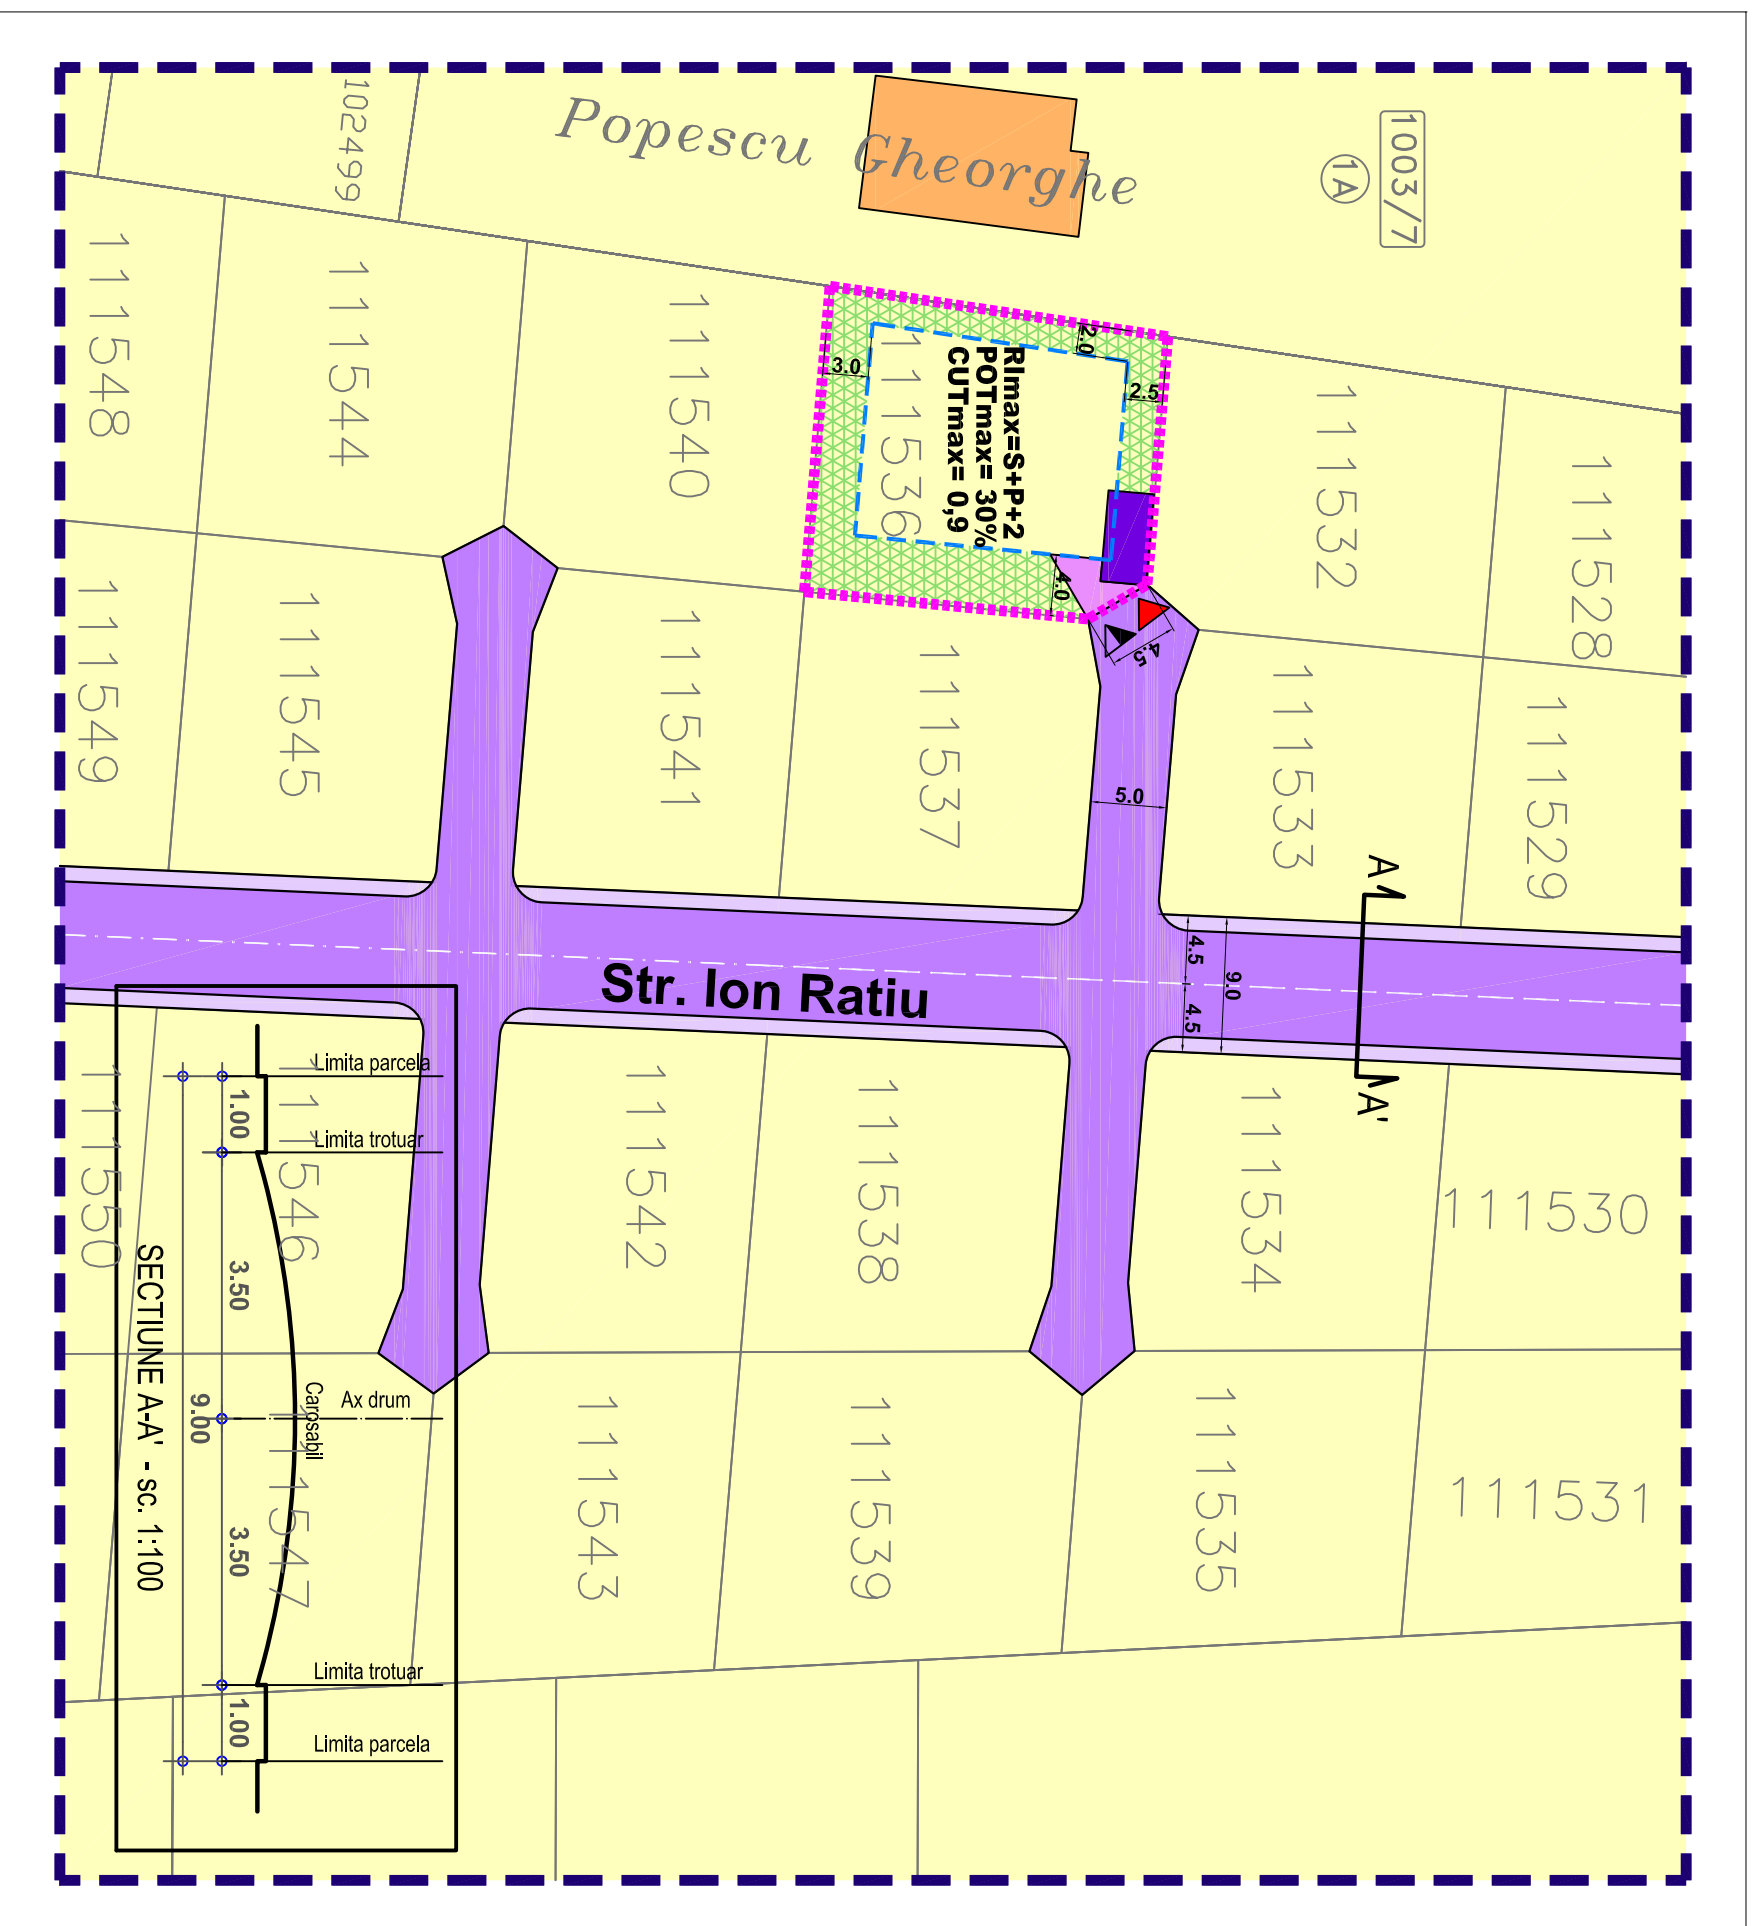 102499
Popescu Gheorghe
1A
1003/7
111548
111544
111540
111536
RImax=S+P+2
POTmax= 30%
CUTmax= 0,9
3.0
2.0
2.5
4.0
4.5
111532
111528
111549
111545
111541
111537
111533
111529
5.0
A
A'
4.5
4.5
9.0
Str. Ion Ratiu
111550
111546
111542
111538
111534
111530
111547
111543
111539
111535
111531
Limita parcela
1.00
Limita trotuar
3.50
Ax drum
Carosabil
9.00
3.50
Limita trotuar
1.00
Limita parcela
SECTIUNE A-A' - sc. 1:100